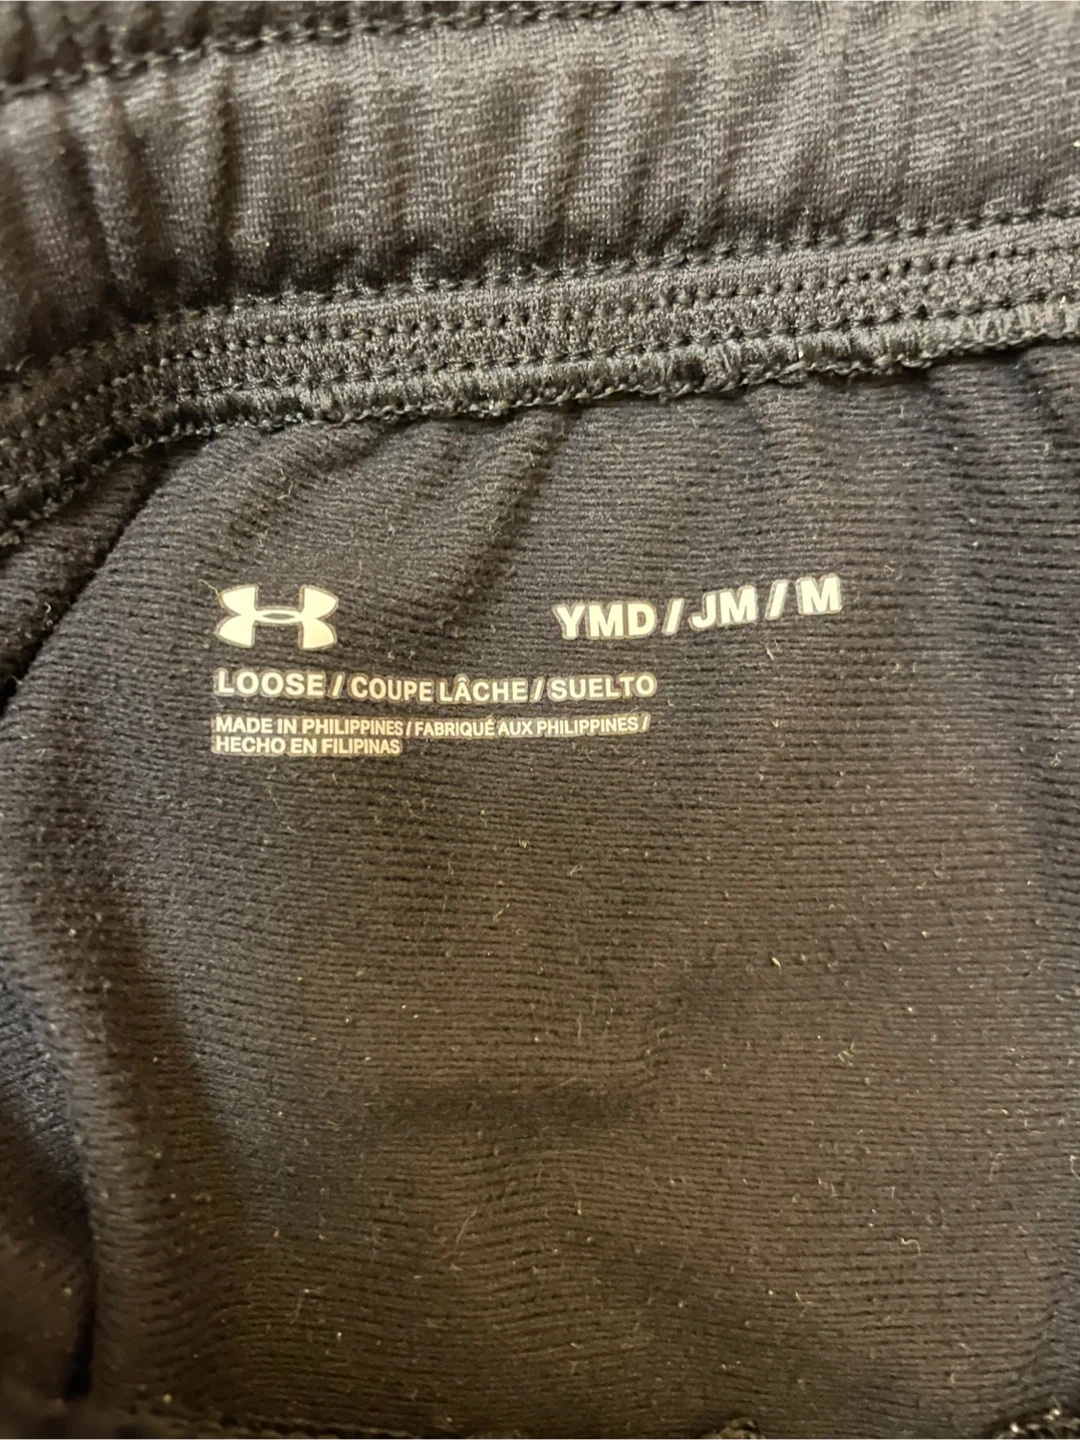 YMD / JM / M
LOOSE / COUPE LÂCHE / SUELTO
MADE IN PHILIPPINES / FABRIQUÉ AUX PHILIPPINES /
HECHO EN FILIPINAS